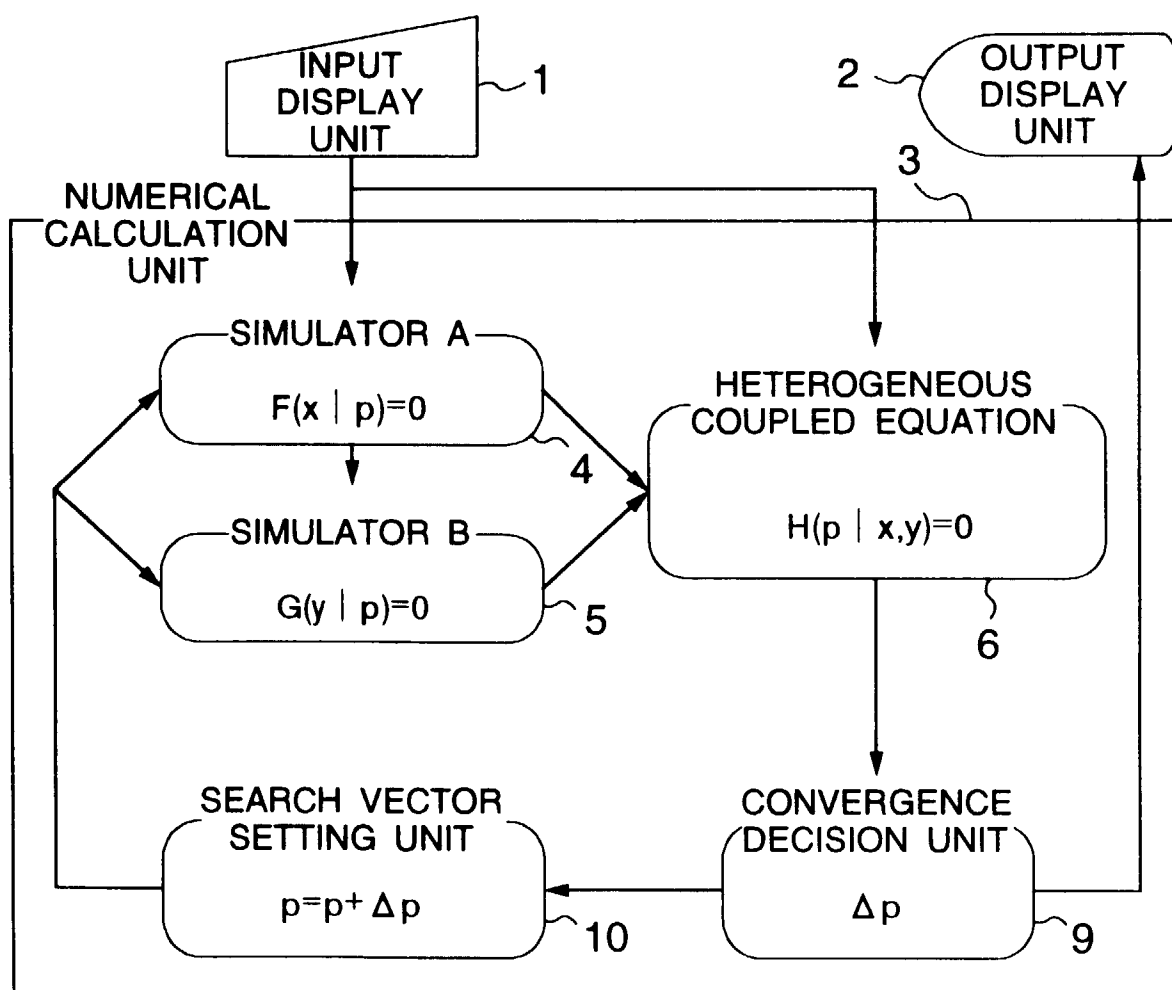 INPUT
DISPLAY
UNIT
1
2
OUTPUT
DISPLAY
UNIT
3
NUMERICAL
CALCULATION
UNIT
SIMULATOR A
F(x | p)=0
4
SIMULATOR B
G(y | p)=0
5
HETEROGENEOUS
COUPLED EQUATION
H(p | x,y)=0
6
SEARCH VECTOR
SETTING UNIT
p=p+ Δp
10
CONVERGENCE
DECISION UNIT
Δp
9